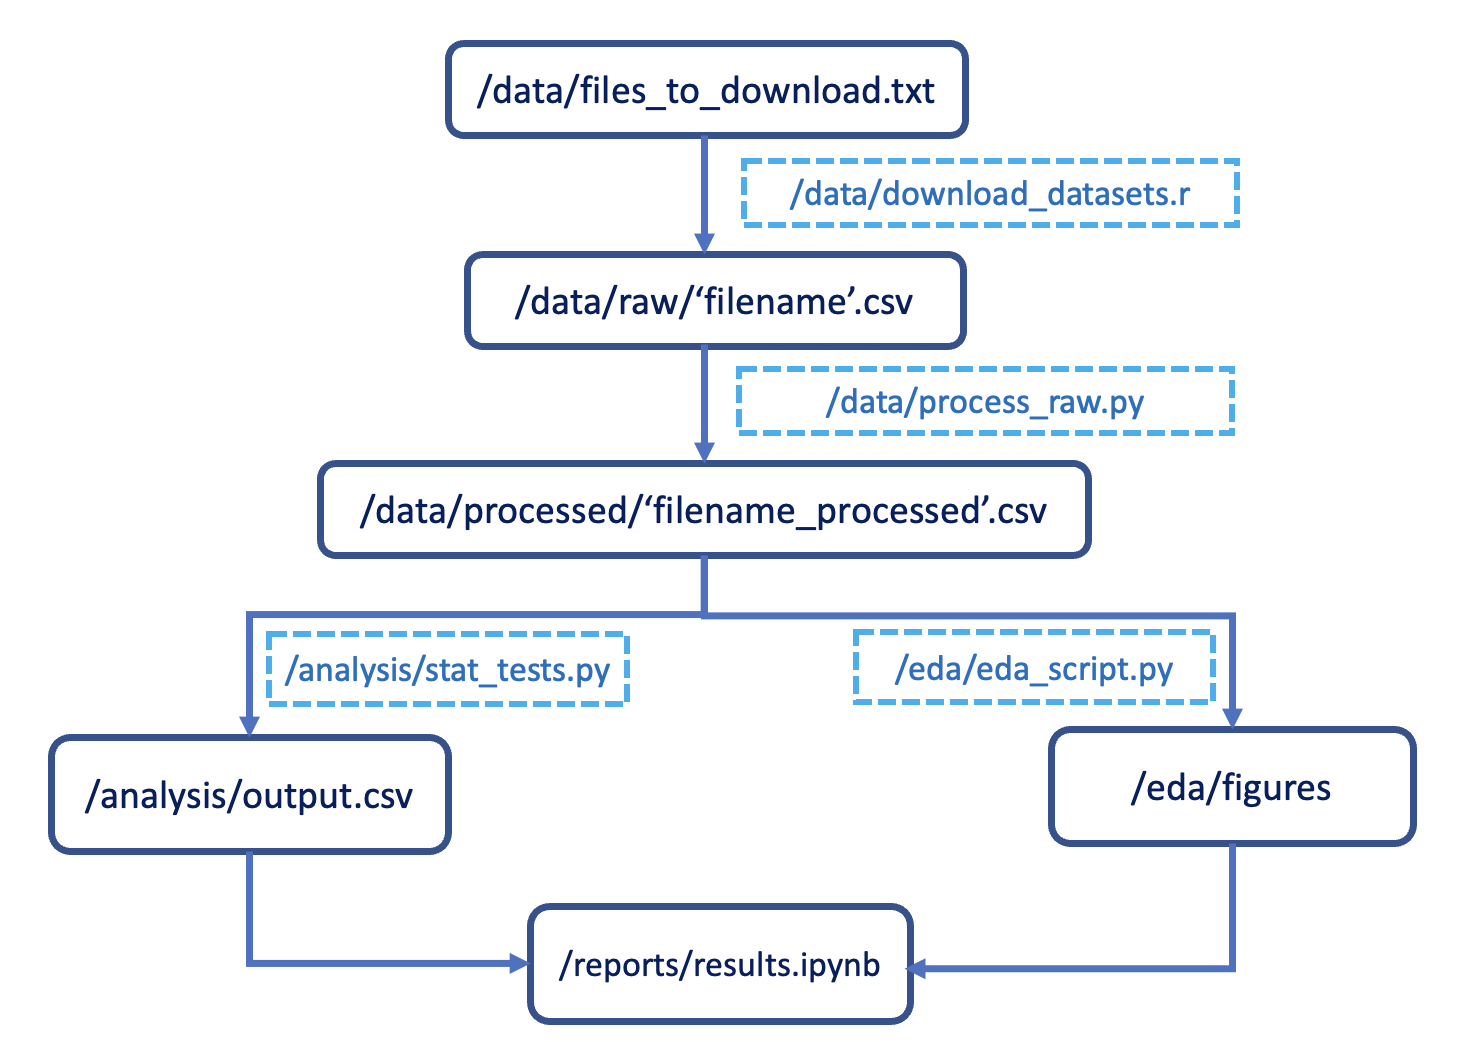 /data/files_to_download.txt
/data/download_datasets.r
/data/raw/‘filename’.csv
/data/process_raw.py
/data/processed/‘filename_processed’.csv
/analysis/stat_tests.py
/eda/eda_script.py
/analysis/output.csv
/eda/figures
/reports/results.ipynb